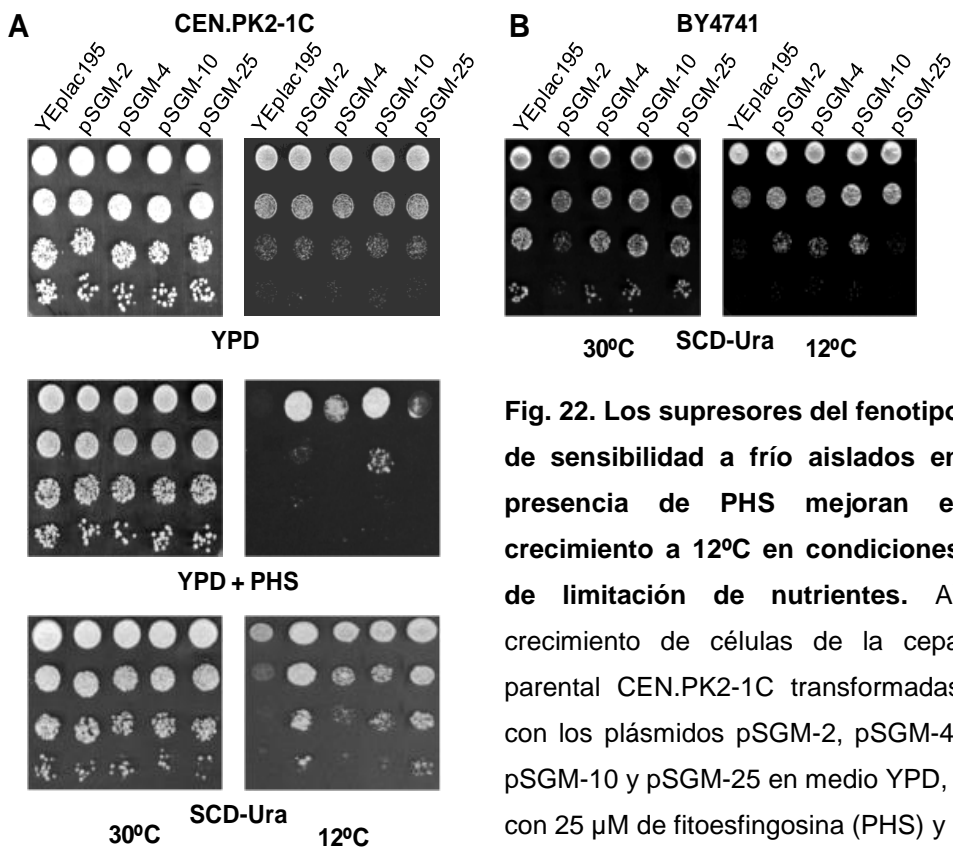 A
CEN.PK2-1C
YEplac195 pSGM-2 pSGM-4 pSGM-10 pSGM-25
YEplac195 pSGM-2 pSGM-4 pSGM-10 pSGM-25
YPD
YPD + PHS
SCD-Ura
30ºC 12ºC
B
BY4741
YEplac195 pSGM-2 pSGM-4 pSGM-10 pSGM-25
YEplac195 pSGM-2 pSGM-4 pSGM-10 pSGM-25
30ºC SCD-Ura 12ºC
Fig. 22. Los supresores del fenotipo
de sensibilidad a frío aislados en
presencia de PHS mejoran e
crecimiento a 12ºC en condiciones
de limitación de nutrientes. A
crecimiento de células de la cepa
parental CEN.PK2-1C transformadas
con los plásmidos pSGM-2, pSGM-4
pSGM-10 y pSGM-25 en medio YPD,
con 25 µM de fitoesfingosina (PHS) y